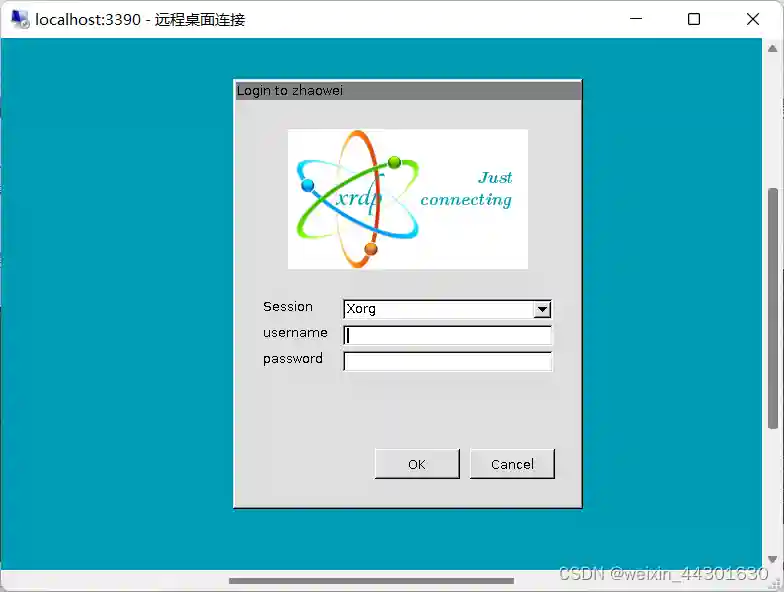 localhost:3390 - 远程桌面连接
Login to zhaowei
xrdp
Just
connecting
Session
Xorg
username
password
OK
Cancel
CSDN @weixin_44301630